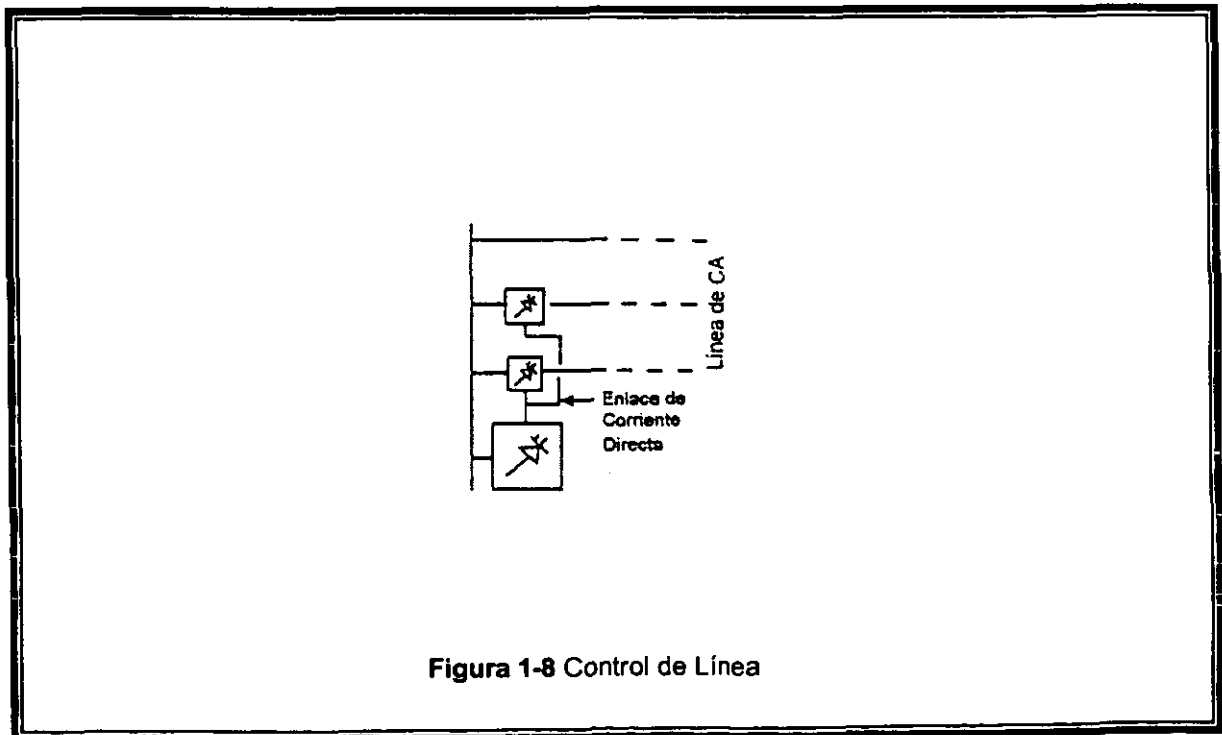 Línea de CA
Enlace de
Corriente
Directa
Figura 1-8 Control de Línea